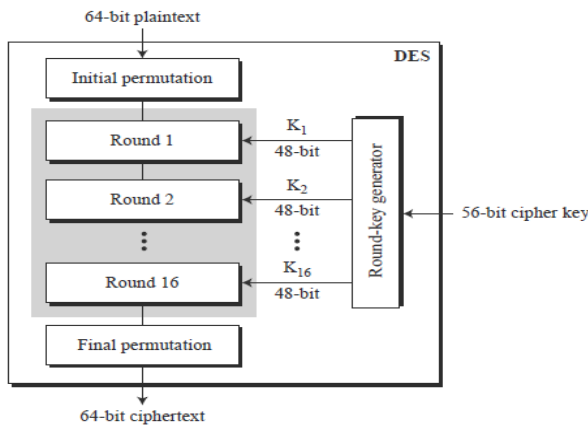 64-bit plaintext
DES
Initial permutation
Round 1
K1
48-bit
Round 2
K2
48-bit
Round-key generator
56-bit cipher key
Round 16
K16
48-bit
Final permutation
64-bit ciphertext